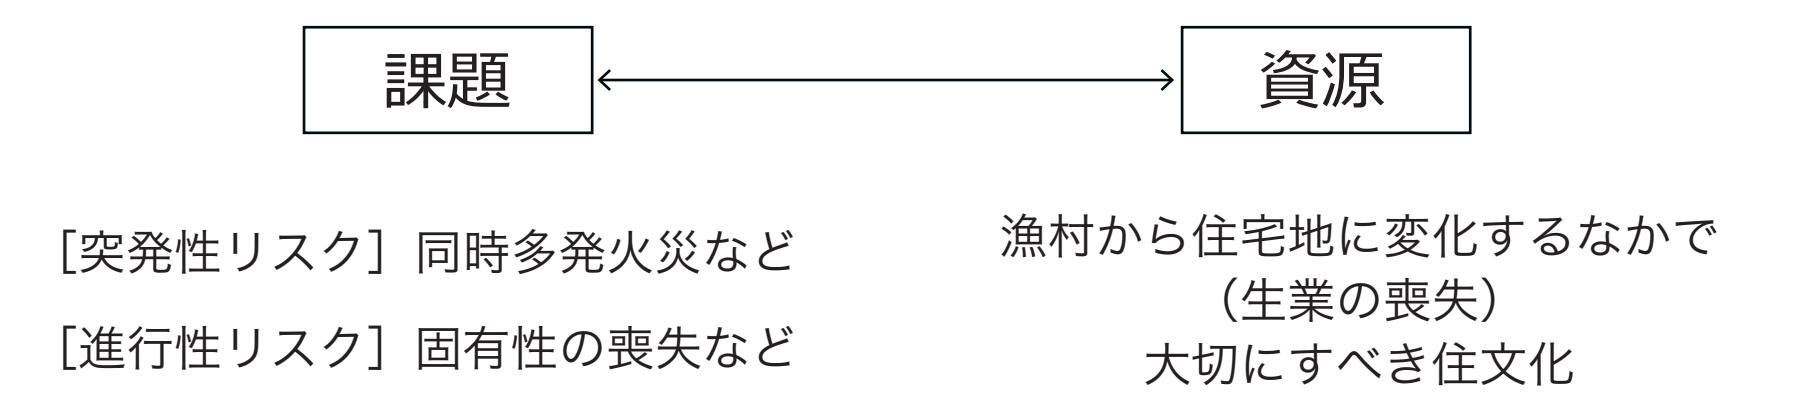 課題
資源
［突発性リスク］同時多発火災など
［進行性リスク］固有性の喪失など
漁村から住宅地に変化するなかで
（生業の喪失）
大切にすべき住文化